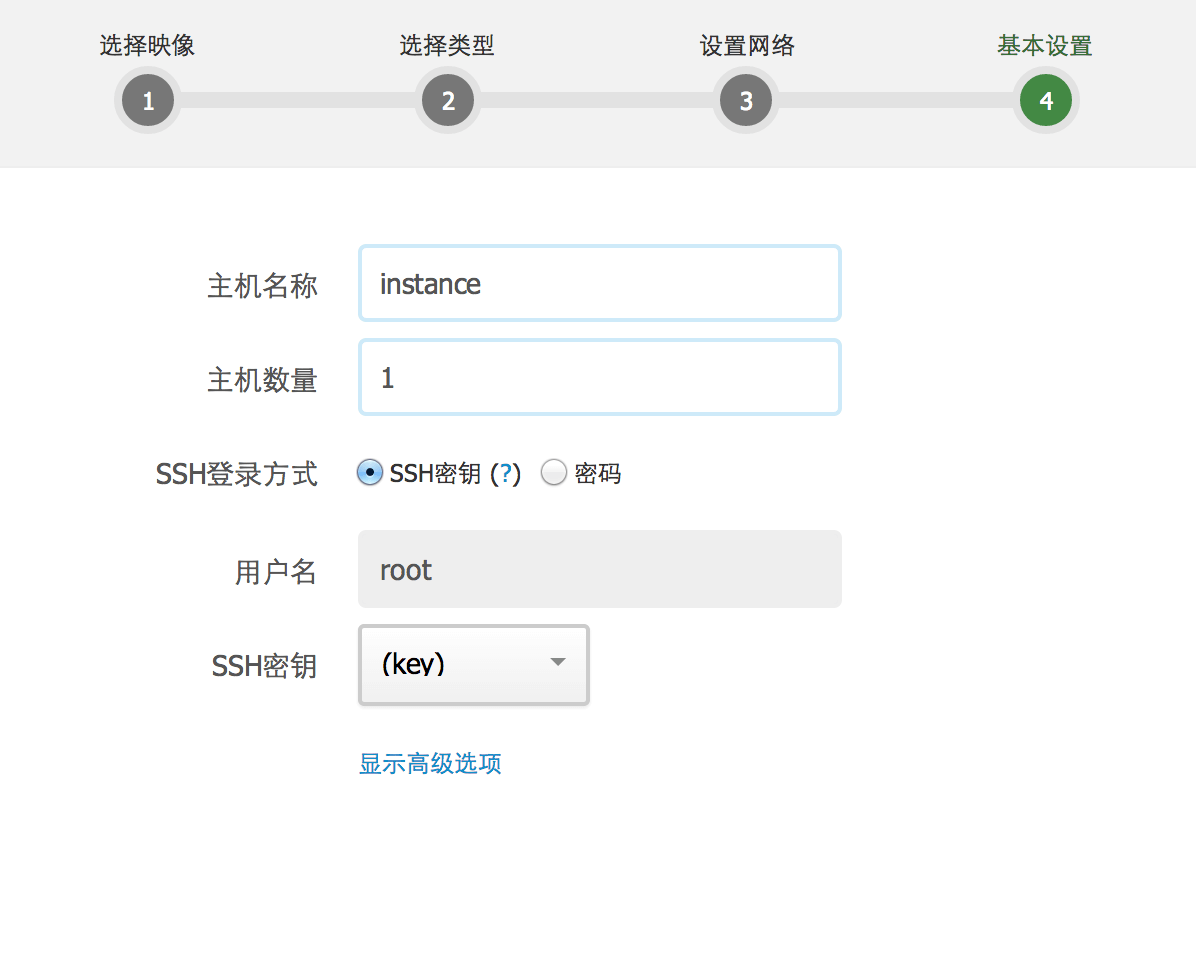 选择映像 选择类型 设置网络 基本设置
1 2 3 4
主机名称 instance
主机数量 1
SSH登录方式 SSH密钥 (?) 密码
用户名 root
SSH密钥 (key)
显示高级选项